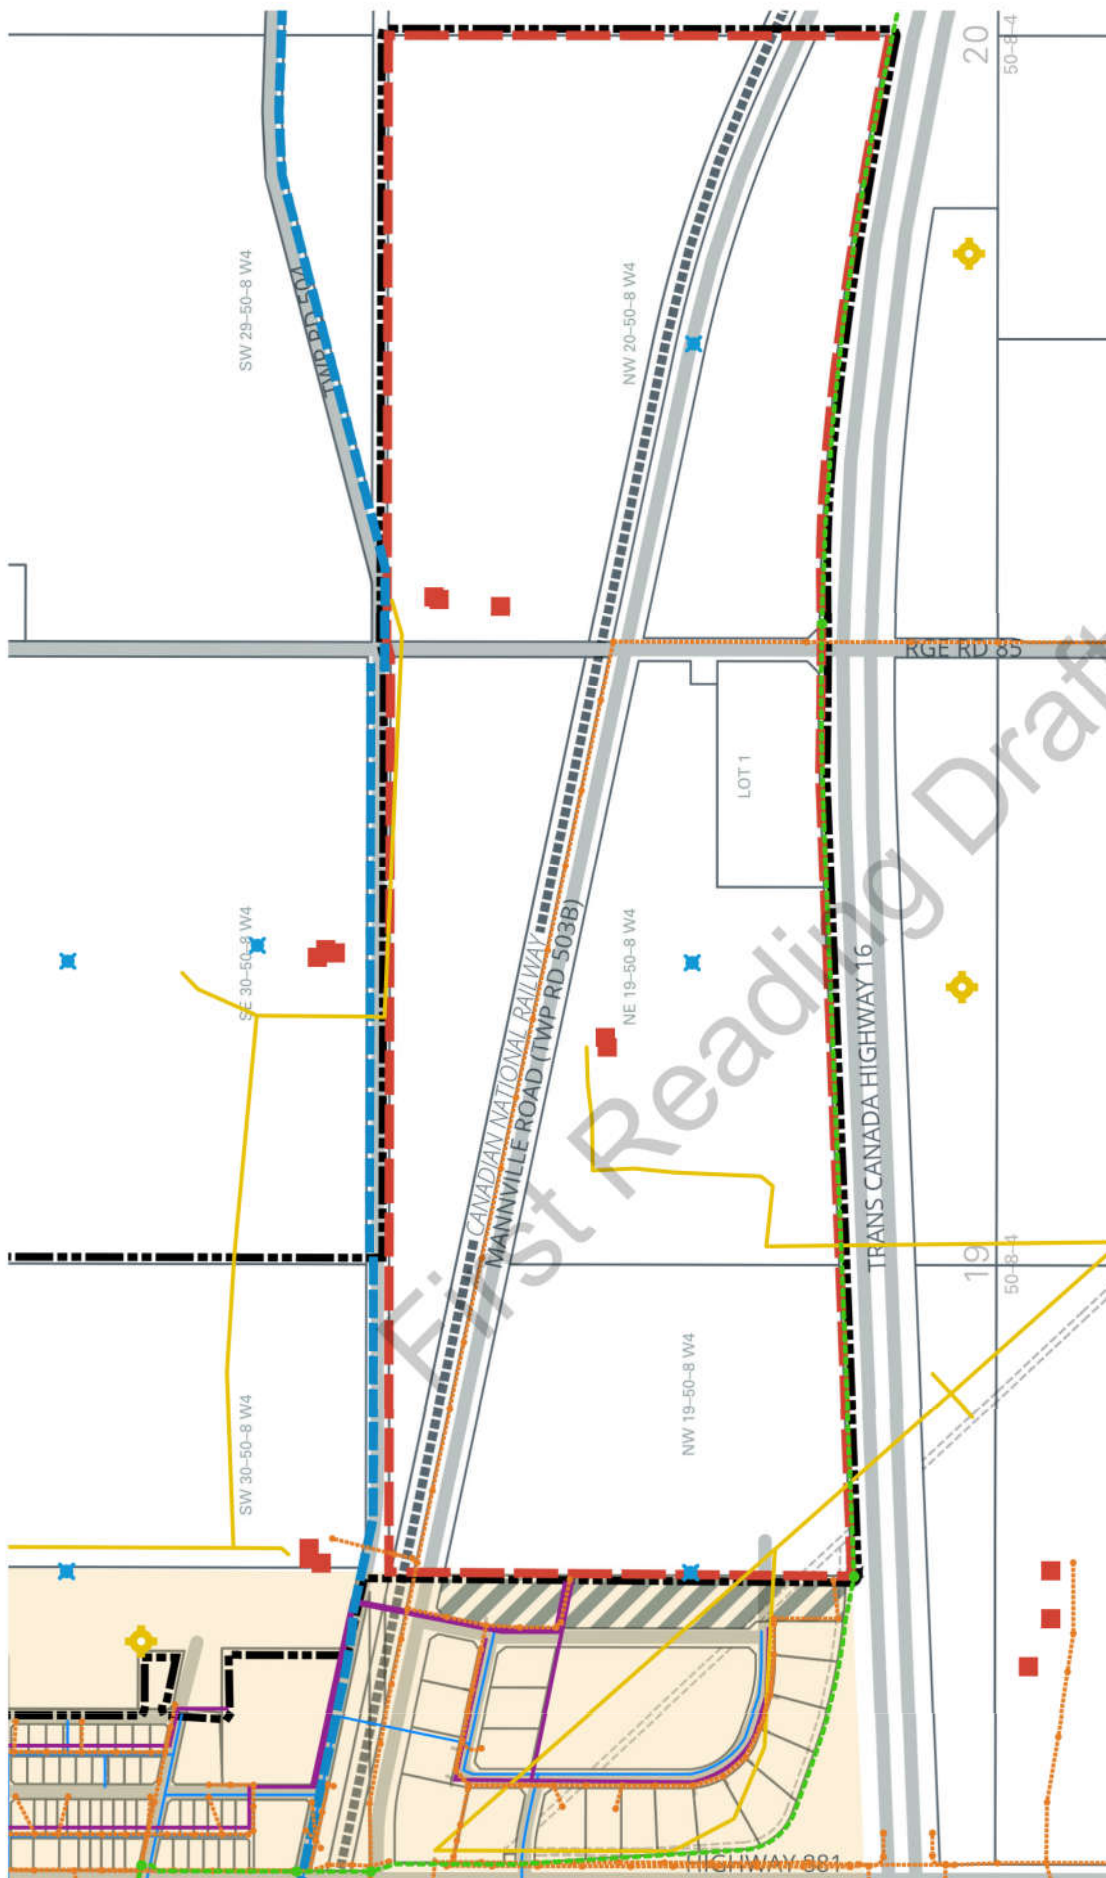 20
50-8-4
SW 29-50-8 W4
TWP RD 504
NW 20-50-8 W4
RGE RD 85
LOT 1
SE 30-50-8 W4
CANADIAN NATIONAL RAILWAY
MANNVILLE ROAD (TWP RD 503B)
NE 19-50-8 W4
TRANS CANADA HIGHWAY 16
19
50-8-4
SW 30-50-8 W4
NW 19-50-8 W4
HIGHWAY 881
First Reading Draft